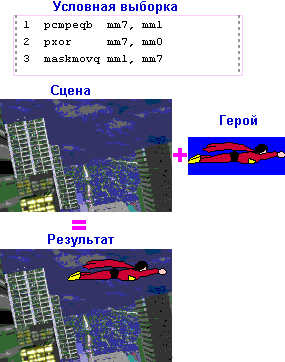 Условная выборка
1 pcmpeqb mm7, mm1
2 pxor mm7, mm0
3 maskmovq mm1, mm7
Сцена
Герой
+
=
Результат